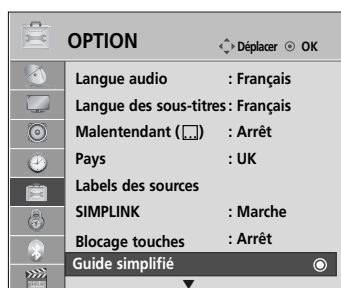 OPTION Déplacer OK
Langue audio : Français
Langue des sous-titres : Français
Malentendant ( ) : Arrêt
Pays : UK
Labels des sources
SIMPLINK : Marche
Blocage touches : Arrêt
Guide simplifié